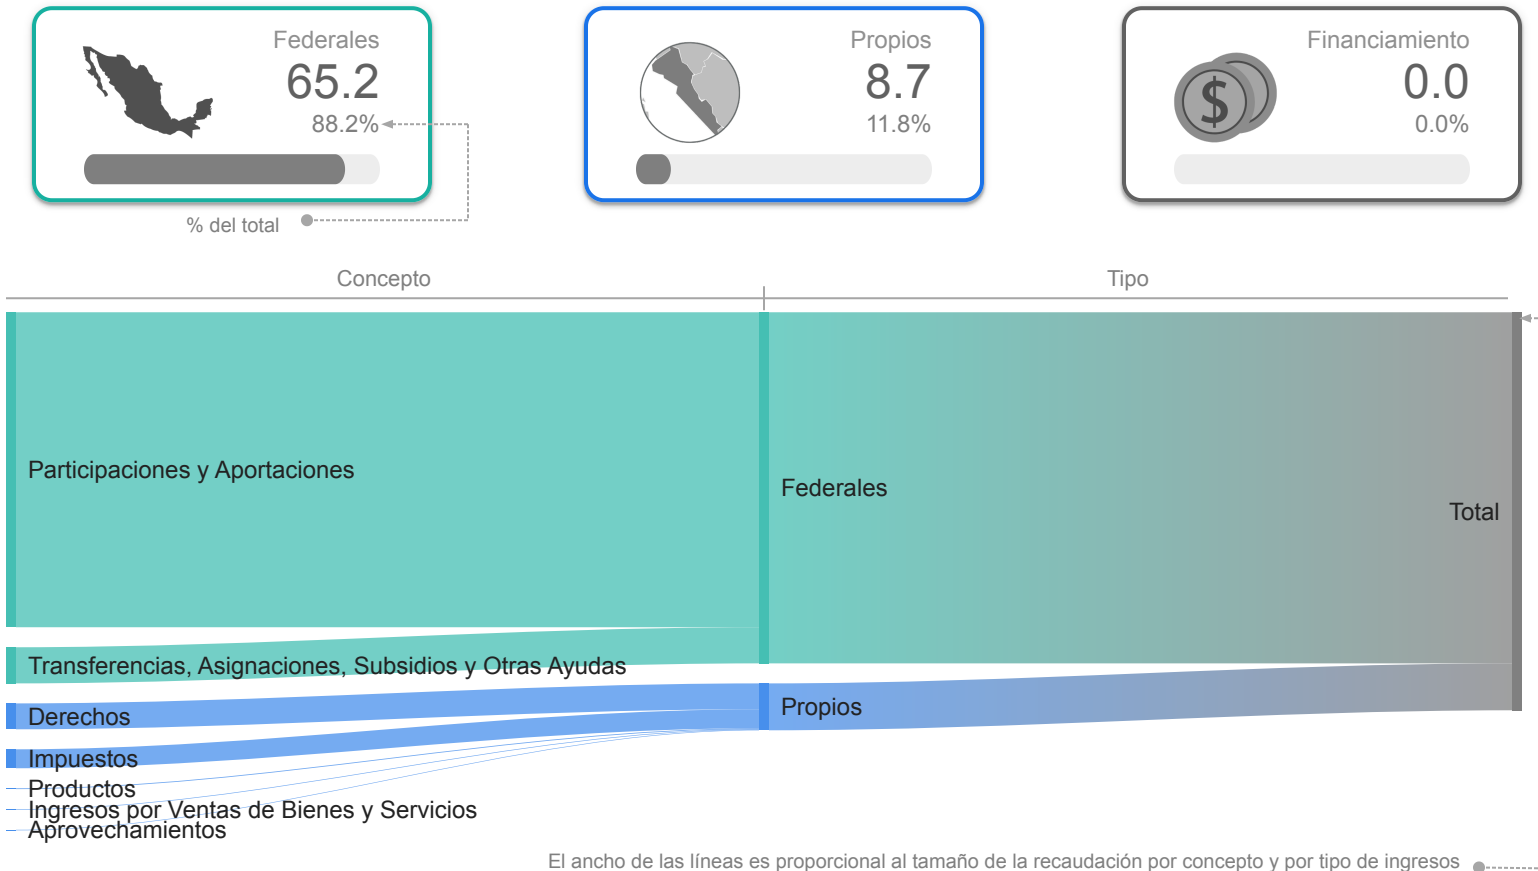 Federales
65.2
88.2%
Propios
8.7
11.8%
$
Financiamiento
0.0
0.0%
% del total
Concepto
Tipo
Participaciones y Aportaciones
Federales
Total
Transferencias, Asignaciones, Subsidios y Otras Ayudas
Derechos
Propios
Impuestos
Productos
Ingresos por Ventas de Bienes y Servicios
Aprovechamientos
El ancho de las líneas es proporcional al tamaño de la recaudación por concepto y por tipo de ingresos